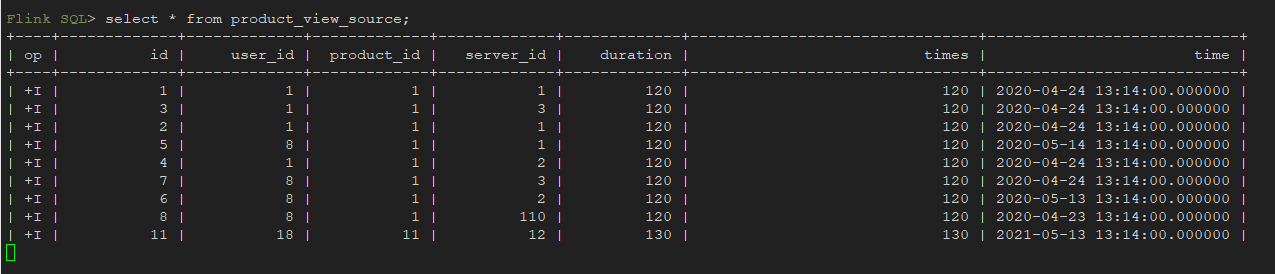 Flink SQL> select * from product_view_source;
+----+-------------+-------------+-------------+-------------+----------------+--------------------------------+----------------------------+
| op | id | user_id | product_id | server_id | duration | times | time |
+----+-------------+-------------+-------------+-------------+----------------+--------------------------------+----------------------------+
| +I | 1 | 1 | 1 | 1 | 120 | 120 | 2020-04-24 13:14:00.000000 |
| +I | 3 | 1 | 1 | 3 | 120 | 120 | 2020-04-24 13:14:00.000000 |
| +I | 2 | 1 | 1 | 1 | 120 | 120 | 2020-04-24 13:14:00.000000 |
| +I | 5 | 8 | 1 | 1 | 120 | 120 | 2020-05-14 13:14:00.000000 |
| +I | 4 | 1 | 1 | 2 | 120 | 120 | 2020-04-24 13:14:00.000000 |
| +I | 7 | 8 | 1 | 3 | 120 | 120 | 2020-04-24 13:14:00.000000 |
| +I | 6 | 8 | 1 | 2 | 120 | 120 | 2020-05-13 13:14:00.000000 |
| +I | 8 | 8 | 1 | 110 | 120 | 120 | 2020-04-23 13:14:00.000000 |
| +I | 11 | 18 | 11 | 12 | 130 | 130 | 2021-05-13 13:14:00.000000 |